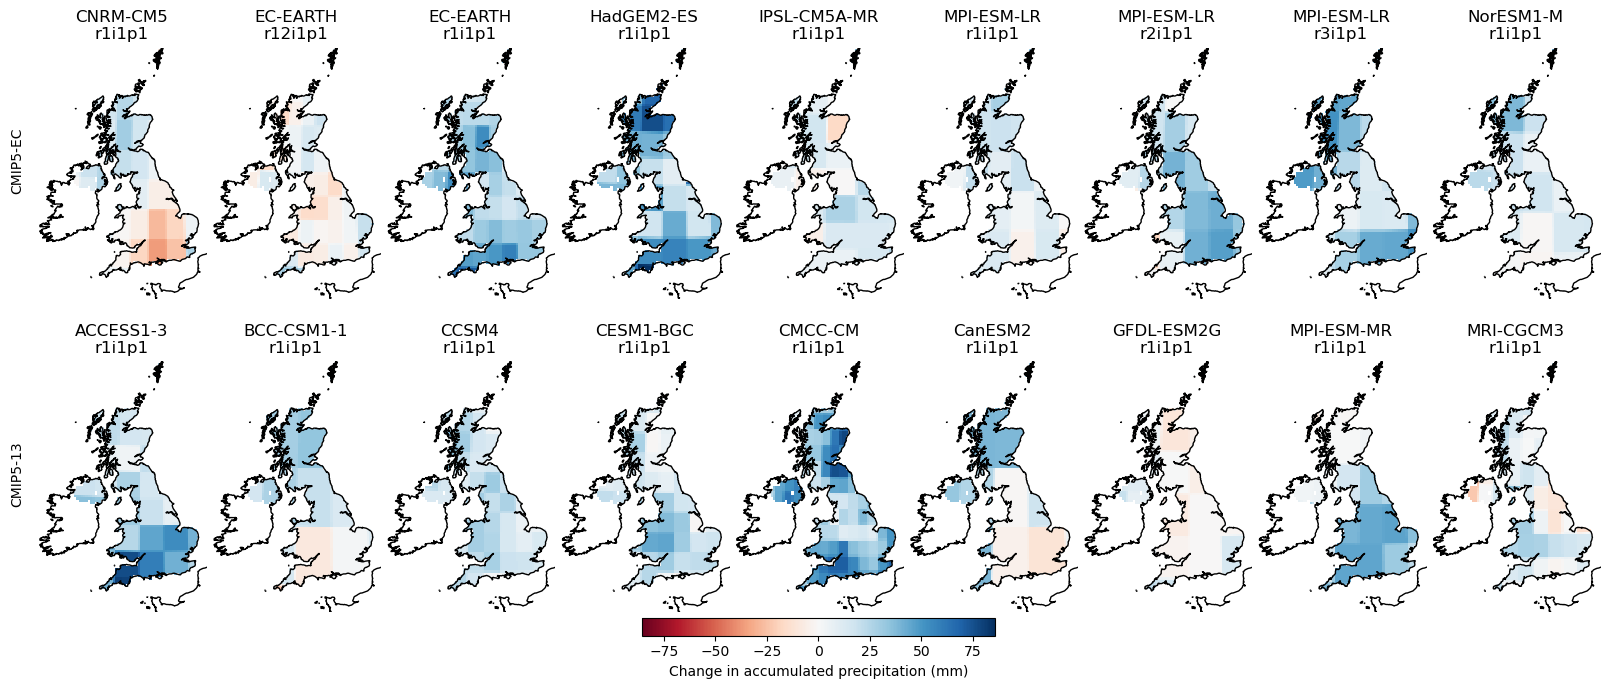 CNRM-CM5 EC-EARTH EC-EARTH HadGEM2-ES IPSL-CM5A-MR MPI-ESM-LR MPI-ESM-LR MPI-ESM-LR NorESM1-M
r1i1p1 r12i1p1 r1i1p1 r1i1p1 r1i1p1 r1i1p1 r2i1p1 r3i1p1 r1i1p1
CMIP5-EC
ACCESS1-3 BCC-CSM1-1 CCSM4 CESM1-BGC CMCC-CM CanESM2 GFDL-ESM2G MPI-ESM-MR MRI-CGCM3
r1i1p1 r1i1p1 r1i1p1 r1i1p1 r1i1p1 r1i1p1 r1i1p1 r1i1p1 r1i1p1
CMIP5-13
−75 −50 −25 0 25 50 75
Change in accumulated precipitation (mm)